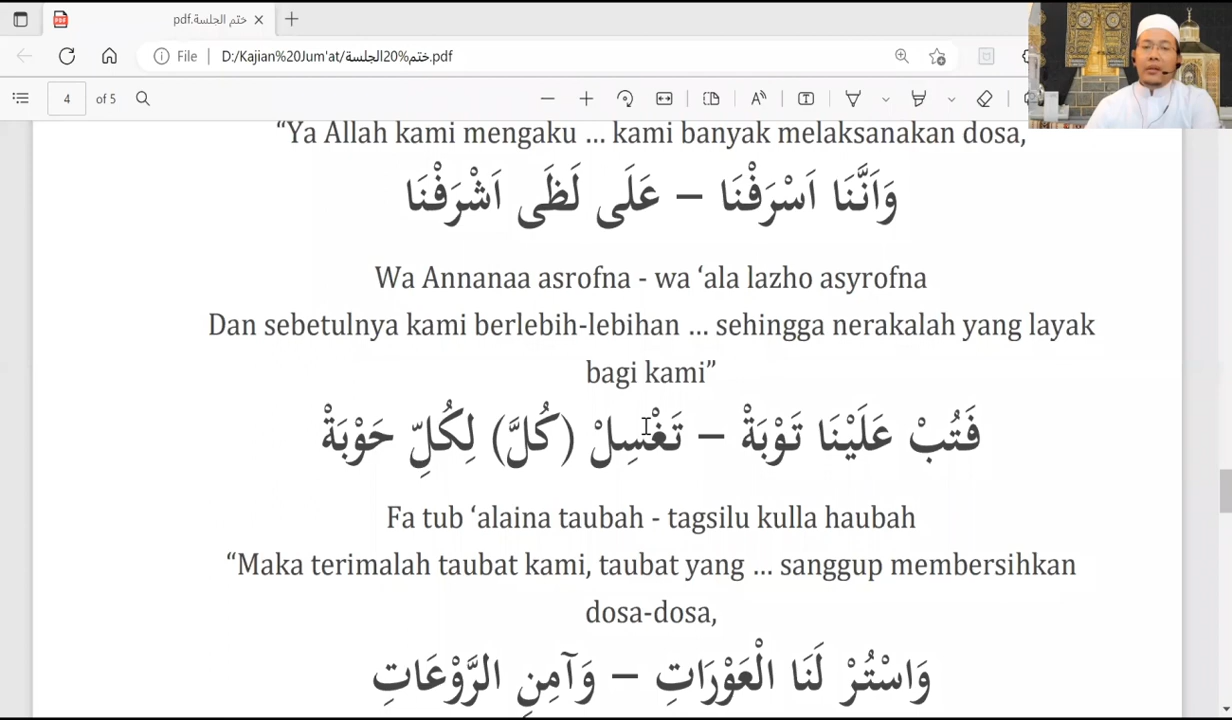 ختم الجلسة.pdf
File
D:/Kajian%20Jum'at/ختم%20الجلسة.pdf
4 of 5
“Ya Allah kami mengaku ... kami banyak melaksanakan dosa,
وَاَنَّنَا اَسْرَفْنَا – عَلَى لَظَى اَشْرَفْنَا
Wa Annanaa asrofna - wa ‘ala lazho asyrofna
Dan sebetulnya kami berlebih-lebihan ... sehingga nerakalah yang layak
bagi kami”
فَتُبْ عَلَيْنَا تَوْبَةْ – تَغْسِلْ (كُلَّ) لِكُلِّ حَوْبَةْ
Fa tub ‘alaina taubah - tagsilu kulla haubah
“Maka terimalah taubat kami, taubat yang ... sanggup membersihkan
dosa-dosa,
وَاسْتُرْ لَنَا الْعَوْرَاتِ – وَآمِنِ الرَّوْعَاتِ